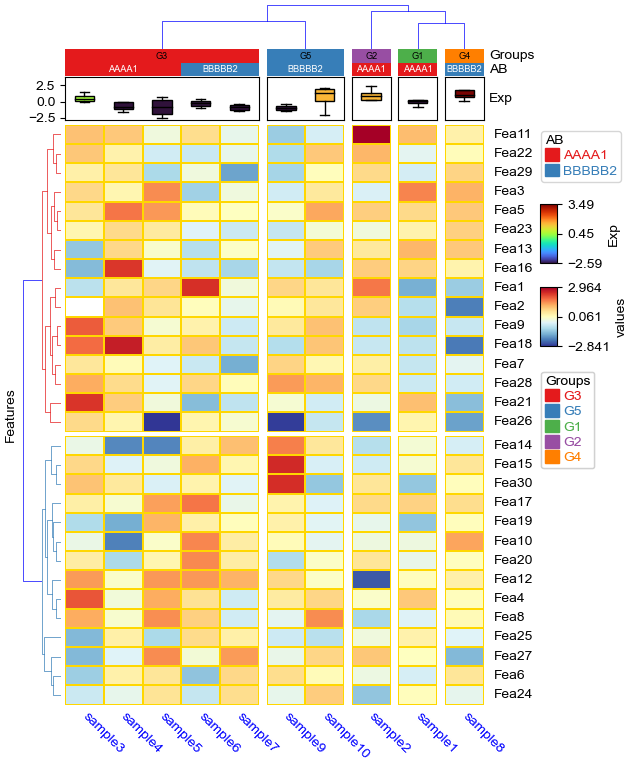 G3 G5 G2 G1 G4 Groups
AAAA1 BBBBB2 BBBBB2 AAAA1 AAAA1 BBBBB2 AB
2.5
0.0
−2.5
Exp
Fea11
Fea22
Fea29
Fea3
Fea5
Fea23
Fea13
Fea16
Fea1
Fea2
Fea9
Fea18
Fea7
Fea28
Fea21
Fea26
Fea14
Fea15
Fea30
Fea17
Fea19
Fea10
Fea20
Fea12
Fea4
Fea8
Fea25
Fea27
Fea6
Fea24
Features
sample3 sample4 sample5 sample6 sample7 sample9 sample10 sample2 sample1 sample8
AB
AAAA1
BBBBB2
3.49
0.45
−2.59
Exp
2.964
0.061
−2.841
values
Groups
G3
G5
G1
G2
G4